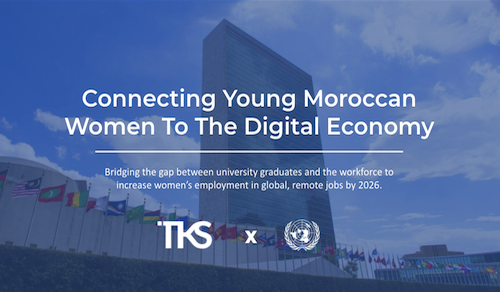 Connecting Young Moroccan
Women To The Digital Economy
Bridging the gap between university graduates and the workforce to
increase women's employment in global, remote jobs by 2026.
TKS X